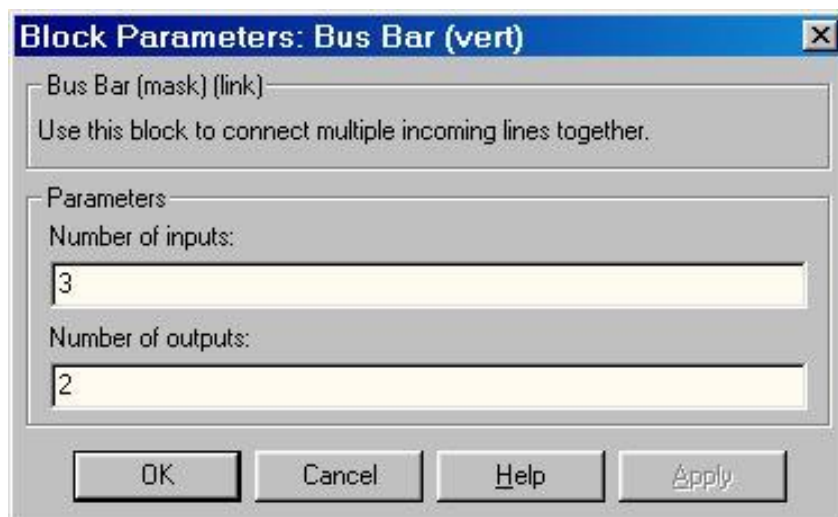 Block Parameters: Bus Bar (vert)
Bus Bar (mask) (link)
Use this block to connect multiple incoming lines together.
Parameters
Number of inputs:
3
Number of outputs:
2
OK Cancel Help Apply